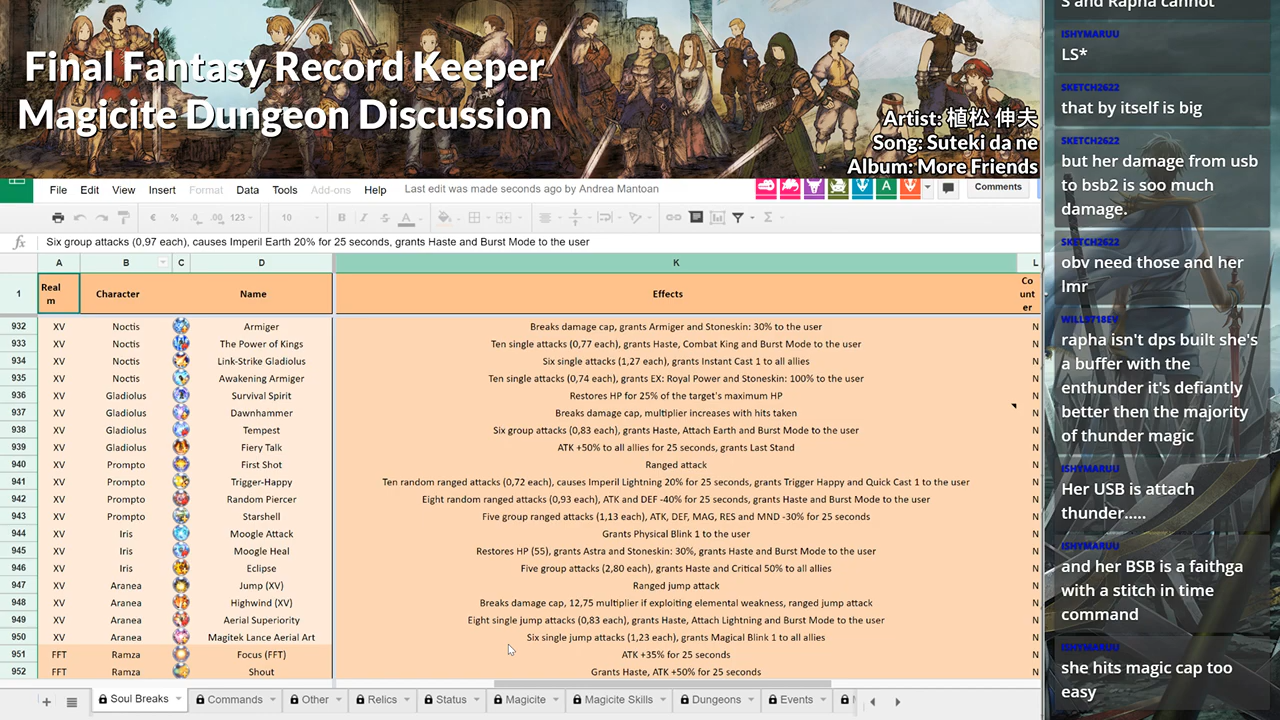 Final Fantasy Record Keeper
Magicite Dungeon Discussion
Artist: 植松 伸夫
Song: Suteki da ne
Album: More Friends
File Edit View Insert Format Data Tools Add-ons Help Last edit was made seconds ago by Andrea Mantoan
A
Comments
€ % .0 .00 123 10 B I S A
fx Six group attacks (0,97 each), causes Imperil Earth 20% for 25 seconds, grants Haste and Burst Mode to the user
A B C D K L
1 Real m Character Name Effects Co unt er
932 XV Noctis Armiger Breaks damage cap, grants Armiger and Stoneskin: 30% to the user N
933 XV Noctis The Power of Kings Ten single attacks (0,77 each), grants Haste, Combat King and Burst Mode to the user N
934 XV Noctis Link-Strike Gladiolus Six single attacks (1,27 each), grants Instant Cast 1 to all allies N
935 XV Noctis Awakening Armiger Ten single attacks (0,74 each), grants EX: Royal Power and Stoneskin: 100% to the user N
936 XV Gladiolus Survival Spirit Restores HP for 25% of the target's maximum HP N
937 XV Gladiolus Dawnhammer Breaks damage cap, multiplier increases with hits taken N
938 XV Gladiolus Tempest Six group attacks (0,83 each), grants Haste, Attach Earth and Burst Mode to the user N
939 XV Gladiolus Fiery Talk ATK +50% to all allies for 25 seconds, grants Last Stand N
940 XV Prompto First Shot Ranged attack N
941 XV Prompto Trigger-Happy Ten random ranged attacks (0,72 each), causes Imperil Lightning 20% for 25 seconds, grants Trigger Happy and Quick Cast 1 to the user N
942 XV Prompto Random Piercer Eight random ranged attacks (0,93 each), ATK and DEF -40% for 25 seconds, grants Haste and Burst Mode to the user N
943 XV Prompto Starshell Five group ranged attacks (1,13 each), ATK, DEF, MAG, RES and MND -30% for 25 seconds N
944 XV Iris Moogle Attack Grants Physical Blink 1 to the user N
945 XV Iris Moogle Heal Restores HP (55), grants Astra and Stoneskin: 30%, grants Haste and Burst Mode to the user N
946 XV Iris Eclipse Five group attacks (2,80 each), grants Haste and Critical 50% to all allies N
947 XV Aranea Jump (XV) Ranged jump attack N
948 XV Aranea Highwind (XV) Breaks damage cap, 12,75 multiplier if exploiting elemental weakness, ranged jump attack N
949 XV Aranea Aerial Superiority Eight single jump attacks (0,83 each), grants Haste, Attach Lightning and Burst Mode to the user N
950 XV Aranea Magitek Lance Aerial Art Six single jump attacks (1,23 each), grants Magical Blink 1 to all allies N
951 FFT Ramza Focus (FFT) ATK +35% for 25 seconds N
952 FFT Ramza Shout Grants Haste, ATK +50% for 25 seconds N
+ Soul Breaks Commands Other Relics Status Magicite Magicite Skills Dungeons Events
S and Rapha cannot
ISHYMARUU
LS*
SKETCH2622
that by itself is big
SKETCH2622
but her damage from usb
to bsb2 is soo much
damage.
SKETCH2622
obv need those and her
lmr
WILL9718EV
rapha isn't dps built she's
a buffer with the
enthunder it's defiantly
better then the majority
of thunder magic
ISHYMARUU
Her USB is attach
thunder.....
ISHYMARUU
and her BSB is a faithga
with a stitch in time
command
ISHYMARUU
she hits magic cap too
easy